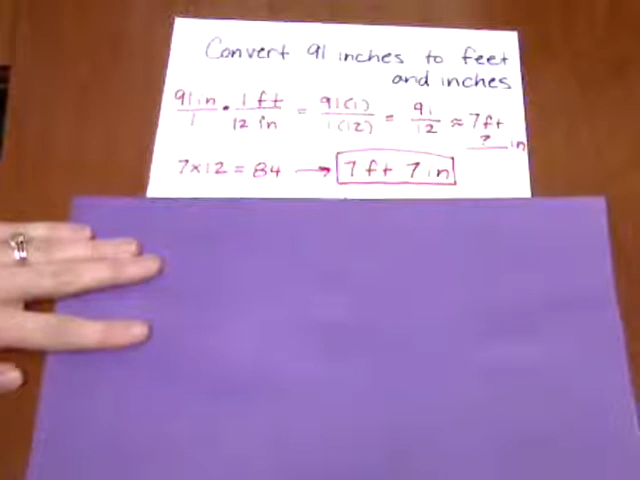 Convert 91 inches to feet
and inches
91 in / 1 • 1 ft / 12 in = 91(1) / 1(12) = 91 / 12 ≈ 7 ft
? in
7 x 12 = 84 → 7 ft 7 in